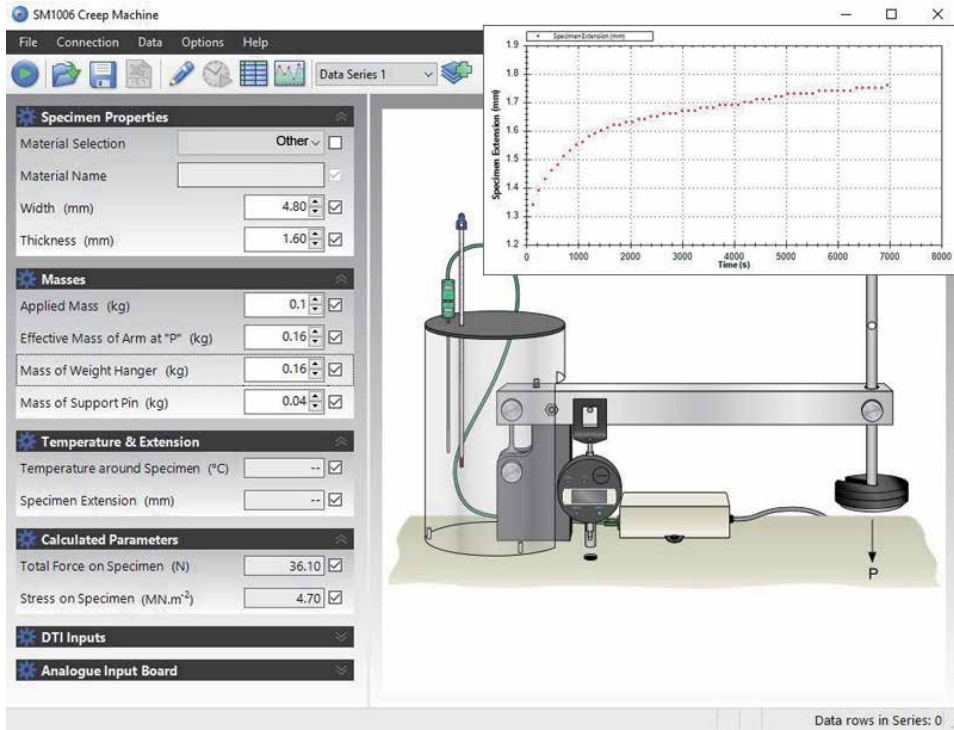 SM1006 Creep Machine
File Connection Data Options Help
Data Series 1
Specimen Properties
Material Selection Other
Material Name
Width (mm) 4.80
Thickness (mm) 1.60
Masses
Applied Mass (kg) 0.1
Effective Mass of Arm at "P" (kg) 0.16
Mass of Weight Hanger (kg) 0.16
Mass of Support Pin (kg) 0.04
Temperature & Extension
Temperature around Specimen (°C) --
Specimen Extension (mm) --
Calculated Parameters
Total Force on Specimen (N) 36.10
Stress on Specimen (MN.m-2) 4.70
DTI Inputs
Analogue Input Board
Specimen Extension (mm)
Specimen Extension (mm)
1.9
1.8
1.7
1.6
1.5
1.4
1.3
1.2
0 1000 2000 3000 4000 5000 6000 7000 8000
Time (s)
P
Data rows in Series: 0